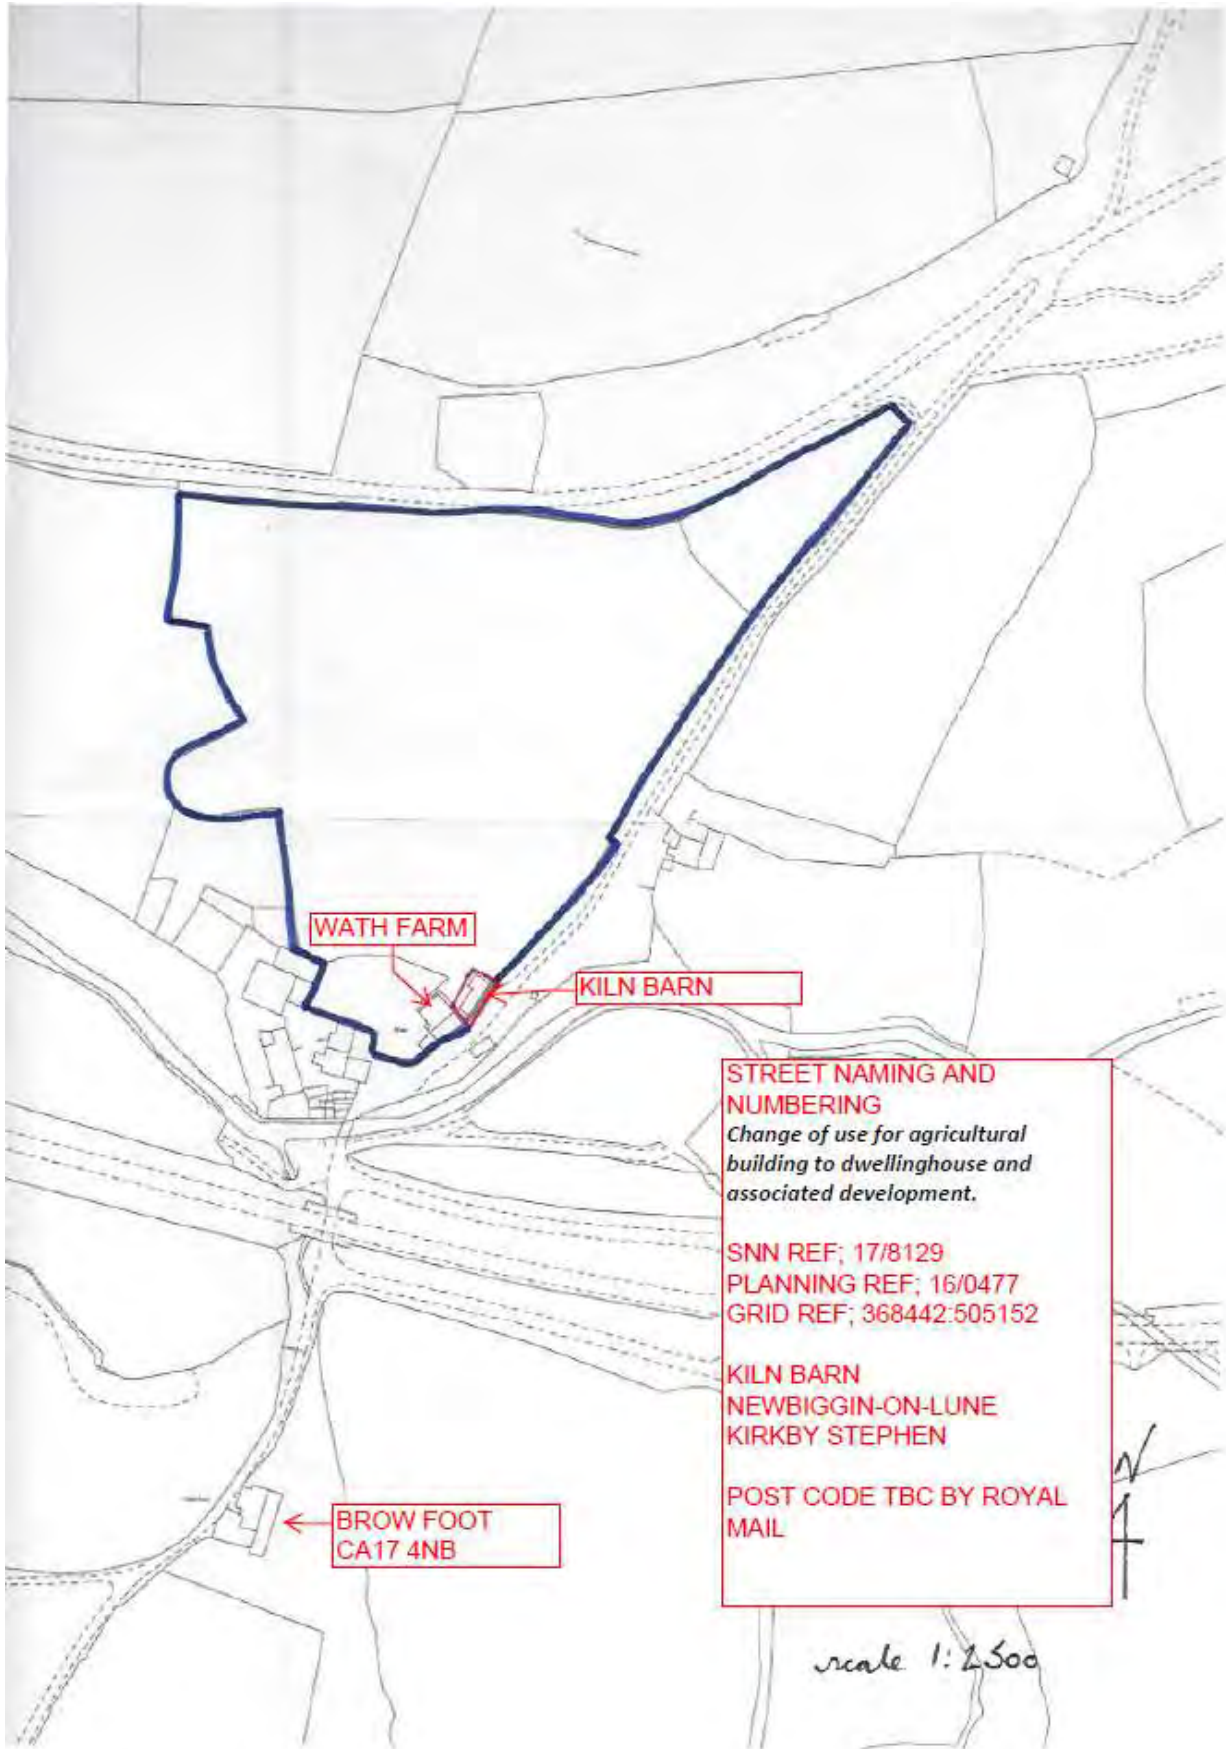 WATH FARM
KILN BARN
STREET NAMING AND
NUMBERING
Change of use for agricultural
building to dwellinghouse and
associated development.
SNN REF; 17/8129
PLANNING REF; 16/0477
GRID REF; 368442:505152
KILN BARN
NEWBIGGIN-ON-LUNE
KIRKBY STEPHEN
POST CODE TBC BY ROYAL
MAIL
N
BROW FOOT
CA17 4NB
scale 1:2500